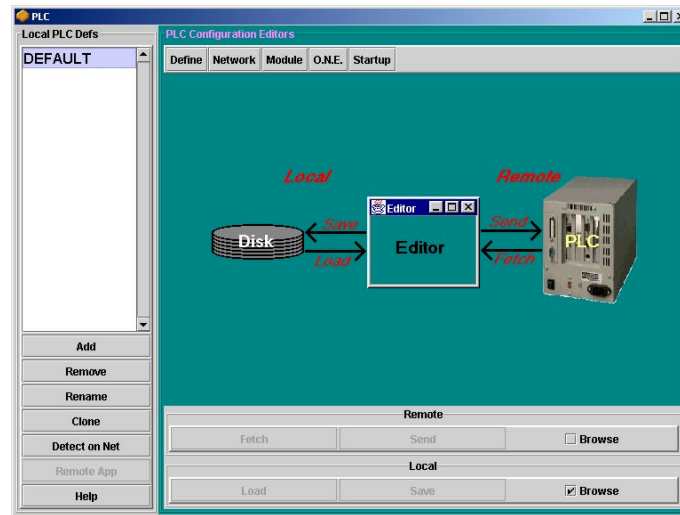 PLC
Local PLC Defs
DEFAULT
Add
Remove
Rename
Clone
Detect on Net
Remote App
Help
PLC Configuration Editors
Define Network Module O.N.E. Startup
Local Remote
Editor
Save Send
Disk Editor PLC
Load Fetch
Remote
Fetch Send Browse
Local
Load Save Browse